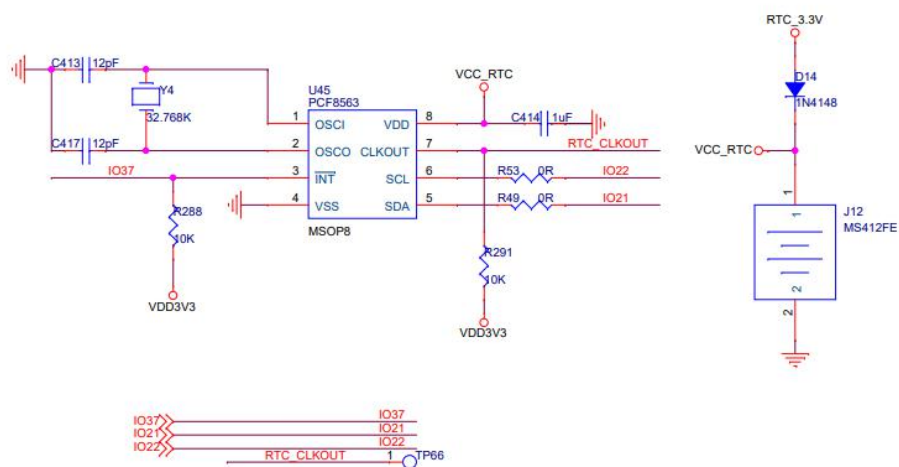 RTC_3.3V
C413 12pF
Y4
32.768K
C417 12pF
U45
PCF8563
1 OSCI VDD 8
2 OSCO CLKOUT 7
3 INT SCL 6
4 VSS SDA 5
MSOP8
VCC_RTC
C414 1uF
RTC_CLKOUT
R53 0R IO22
R49 0R IO21
IO37
R288
10K
VDD3V3
R291
10K
VDD3V3
D14
1N4148
VCC_RTC
1
1
J12
MS412FE
2
2
IO37 IO37
IO21 IO21
IO22 IO22
RTC_CLKOUT 1 TP66